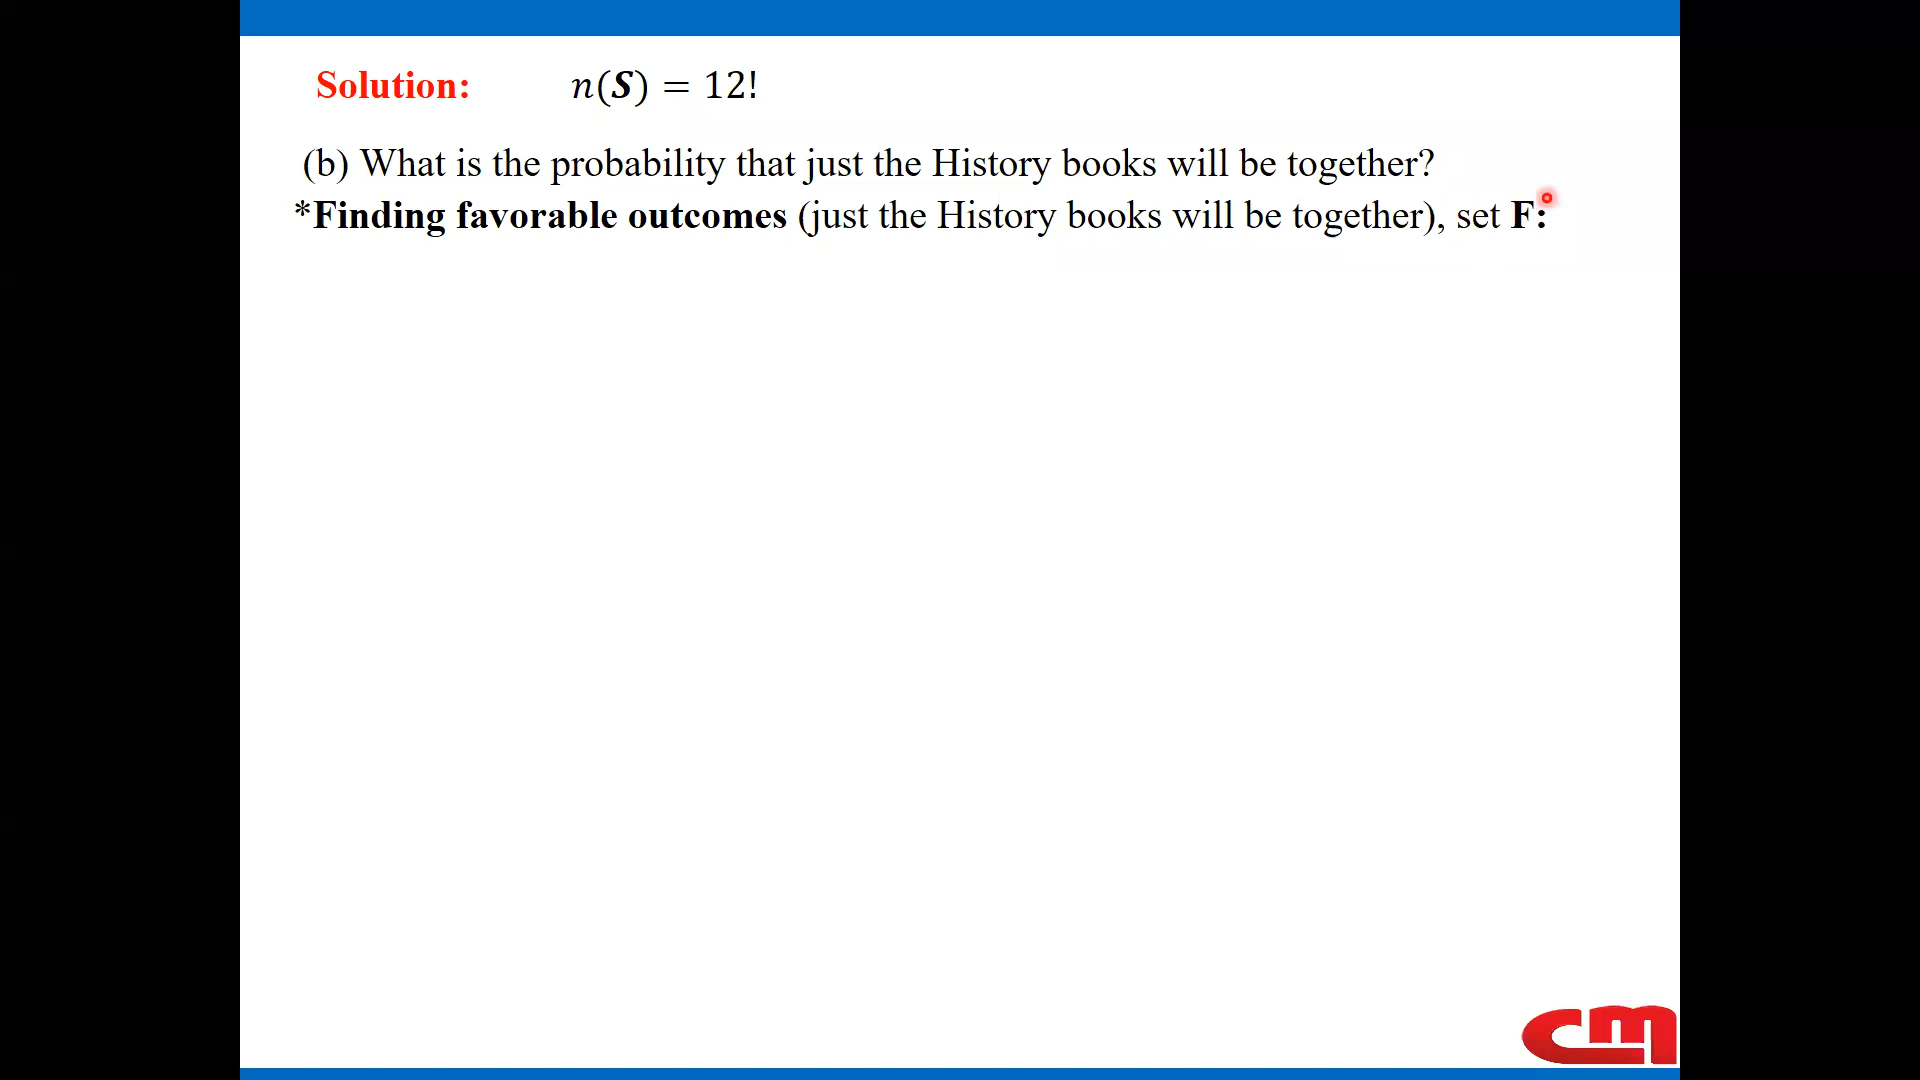 Solution: n(S) = 12!
(b) What is the probability that just the History books will be together?
*Finding favorable outcomes (just the History books will be together), set F:
cm